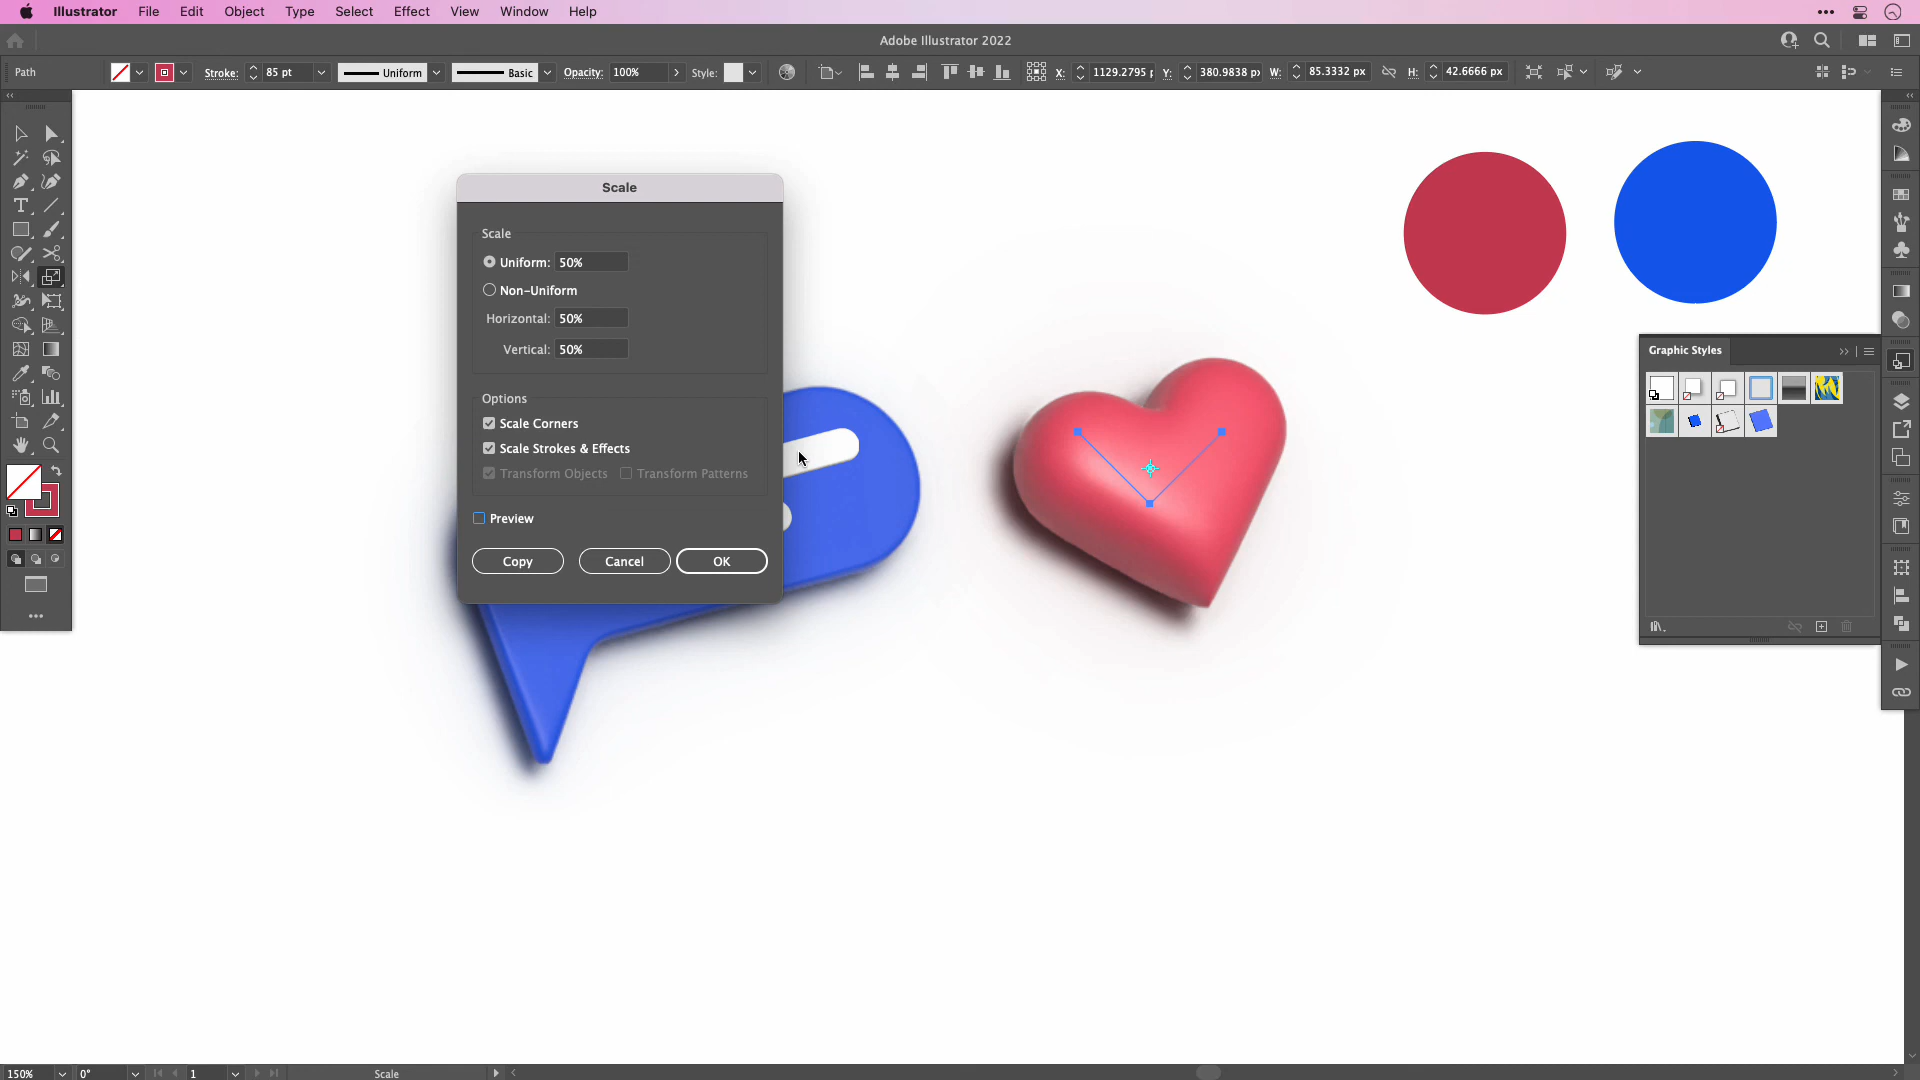 Illustrator File Edit Object Type Select Effect View Window Help
Adobe Illustrator 2022
Path Stroke: 85 pt Uniform Basic Opacity: 100% Style: X: 1129.2795 p Y: 380.9838 px W: 85.3332 px H: 42.6666 px
Scale
Scale
Uniform: 50%
Non-Uniform
Horizontal: 50%
Vertical: 50%
Options
Scale Corners
Scale Strokes & Effects
Transform Objects Transform Patterns
Preview
Copy Cancel OK
Graphic Styles
150% 0° 1 Scale